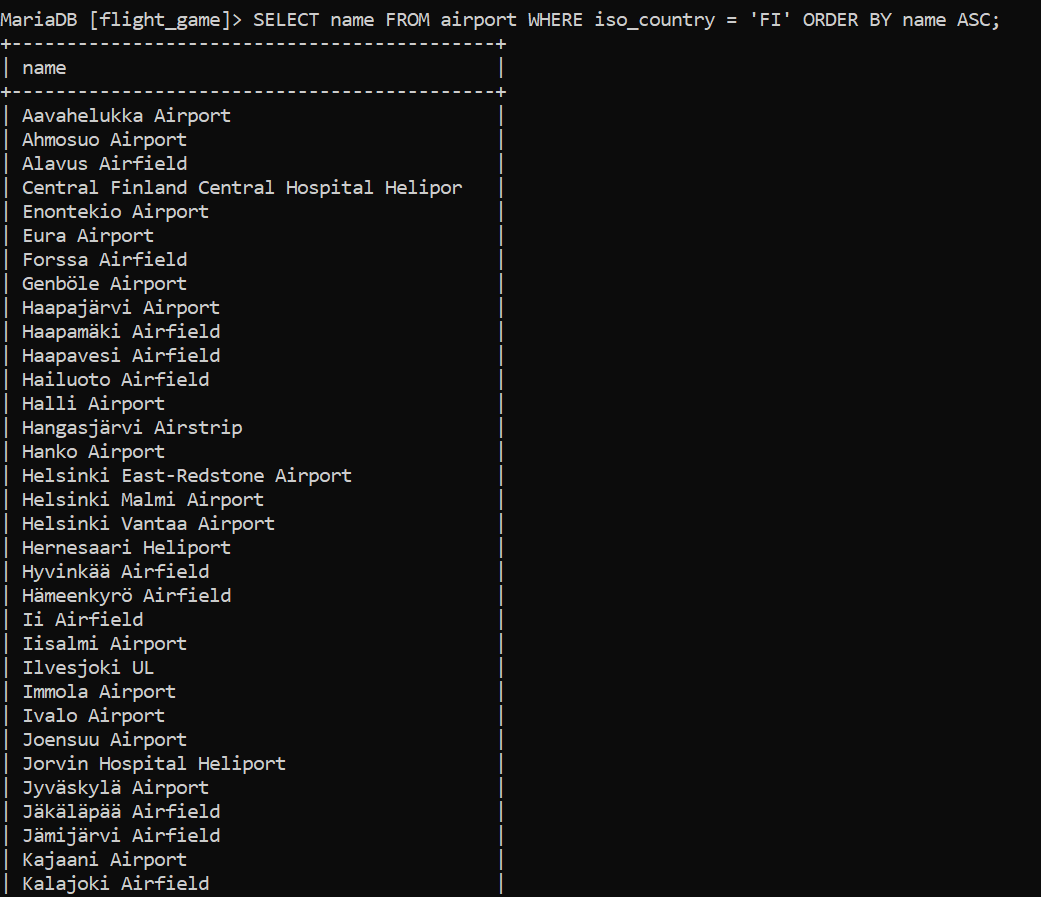 MariaDB [flight_game]> SELECT name FROM airport WHERE iso_country = 'FI' ORDER BY name ASC;
+--------------------------------------------+
| name                                       |
+--------------------------------------------+
| Aavahelukka Airport                        |
| Ahmosuo Airport                            |
| Alavus Airfield                            |
| Central Finland Central Hospital Helipor   |
| Enontekio Airport                          |
| Eura Airport                               |
| Forssa Airfield                            |
| Genböle Airport                            |
| Haapajärvi Airport                         |
| Haapamäki Airfield                         |
| Haapavesi Airfield                         |
| Hailuoto Airfield                          |
| Halli Airport                              |
| Hangasjärvi Airstrip                       |
| Hanko Airport                              |
| Helsinki East-Redstone Airport             |
| Helsinki Malmi Airport                     |
| Helsinki Vantaa Airport                    |
| Hernesaari Heliport                        |
| Hyvinkää Airfield                          |
| Hämeenkyrö Airfield                        |
| Ii Airfield                                |
| Iisalmi Airport                            |
| Ilvesjoki UL                               |
| Immola Airport                             |
| Ivalo Airport                              |
| Joensuu Airport                            |
| Jorvin Hospital Heliport                   |
| Jyväskylä Airport                          |
| Jäkäläpää Airfield                         |
| Jämijärvi Airfield                         |
| Kajaani Airport                            |
| Kalajoki Airfield                          |